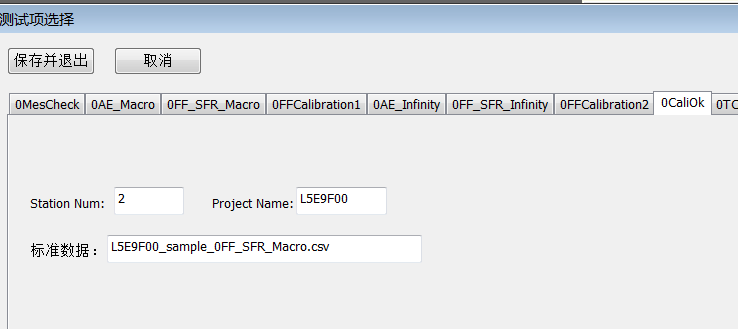 测试项选择
保存并退出 取消
0MesCheck 0AE_Macro 0FF_SFR_Macro 0FFCalibration1 0AE_Infinity 0FF_SFR_Infinity 0FFCalibration2 0CaliOk 0TC
Station Num: 2 Project Name: L5E9F00
标准数据： L5E9F00_sample_0FF_SFR_Macro.csv